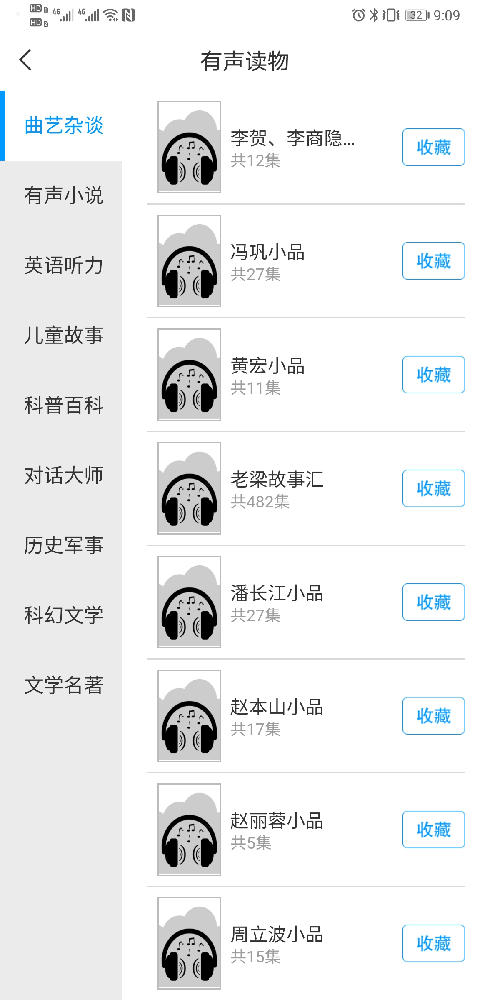 HD 1 4G 4G 32 9:09
HD 2
有声读物
曲艺杂谈
有声小说
英语听力
儿童故事
科普百科
对话大师
历史军事
科幻文学
文学名著
李贺、李商隐...
共12集
收藏
冯巩小品
共27集
收藏
黄宏小品
共11集
收藏
老梁故事汇
共482集
收藏
潘长江小品
共27集
收藏
赵本山小品
共17集
收藏
赵丽蓉小品
共5集
收藏
周立波小品
共15集
收藏